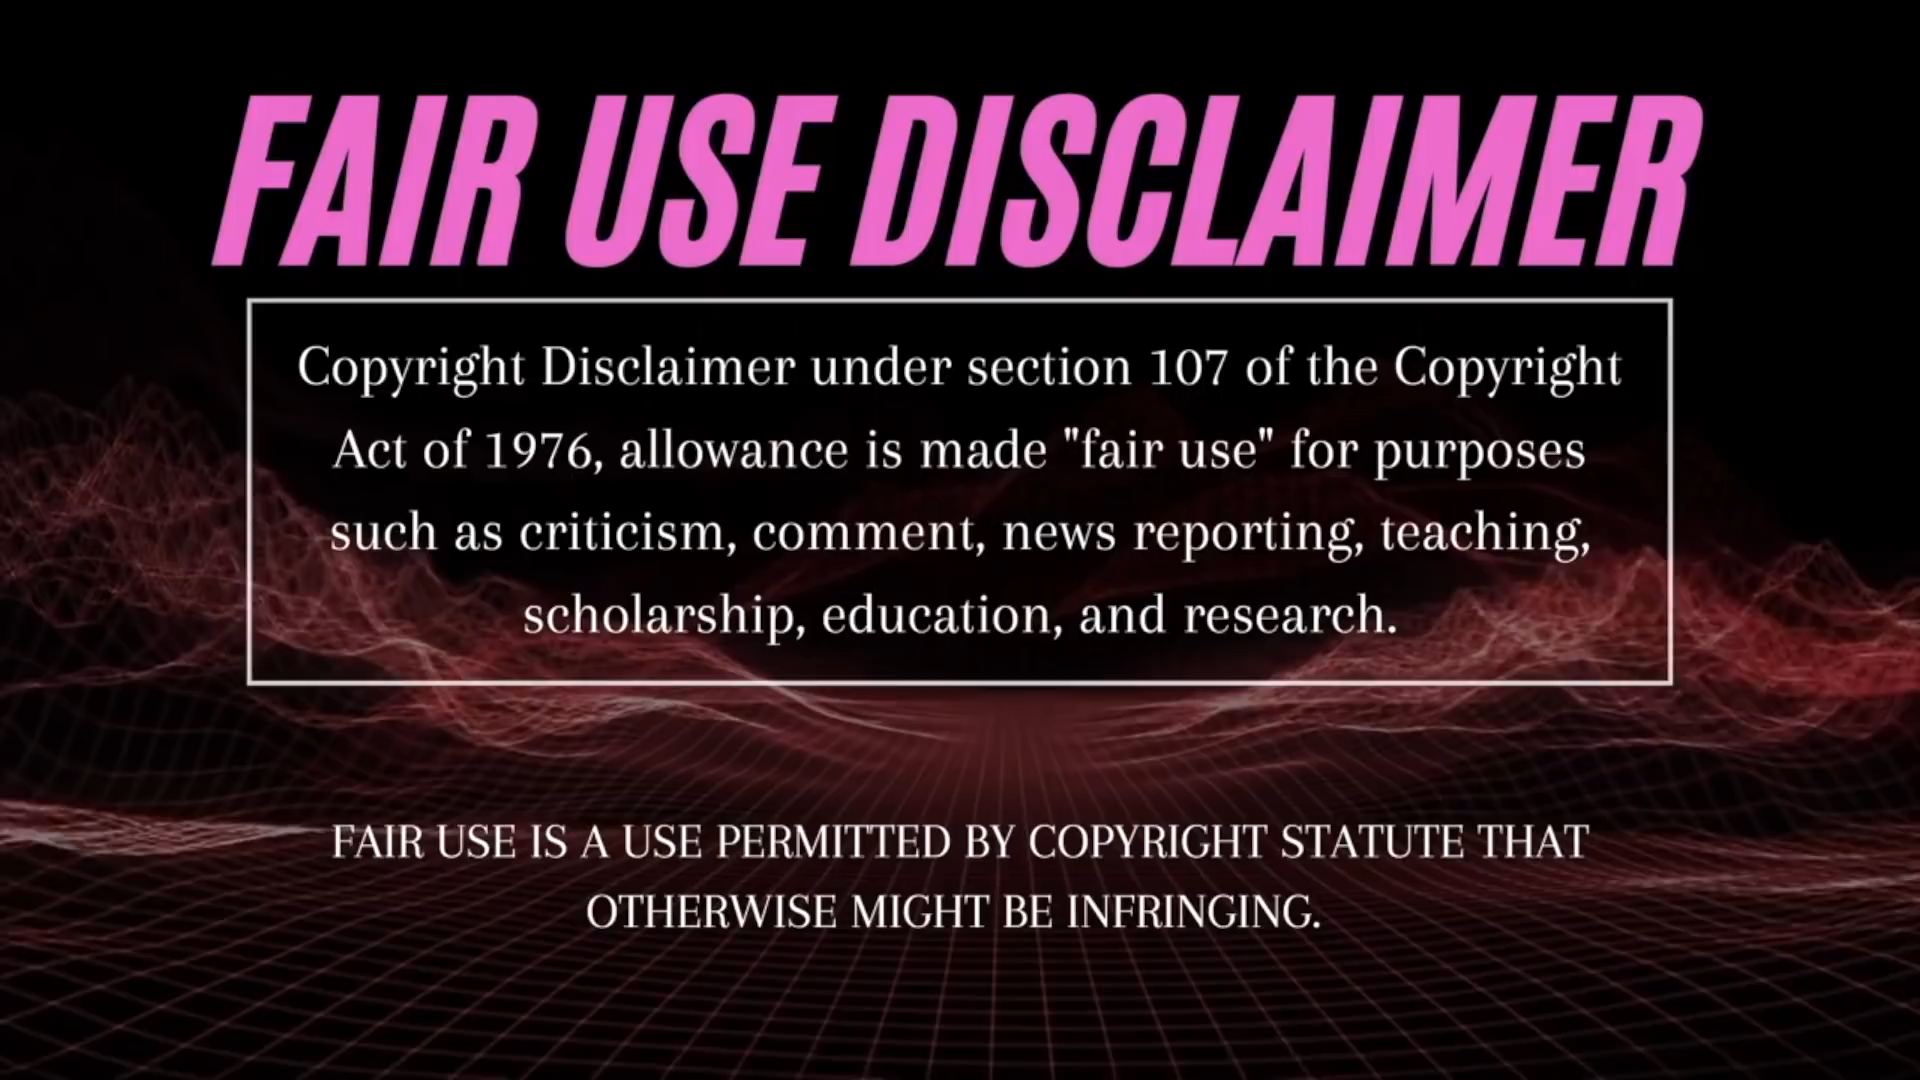 FAIR USE DISCLAIMER
Copyright Disclaimer under section 107 of the Copyright
Act of 1976, allowance is made "fair use" for purposes
such as criticism, comment, news reporting, teaching,
scholarship, education, and research.
FAIR USE IS A USE PERMITTED BY COPYRIGHT STATUTE THAT
OTHERWISE MIGHT BE INFRINGING.